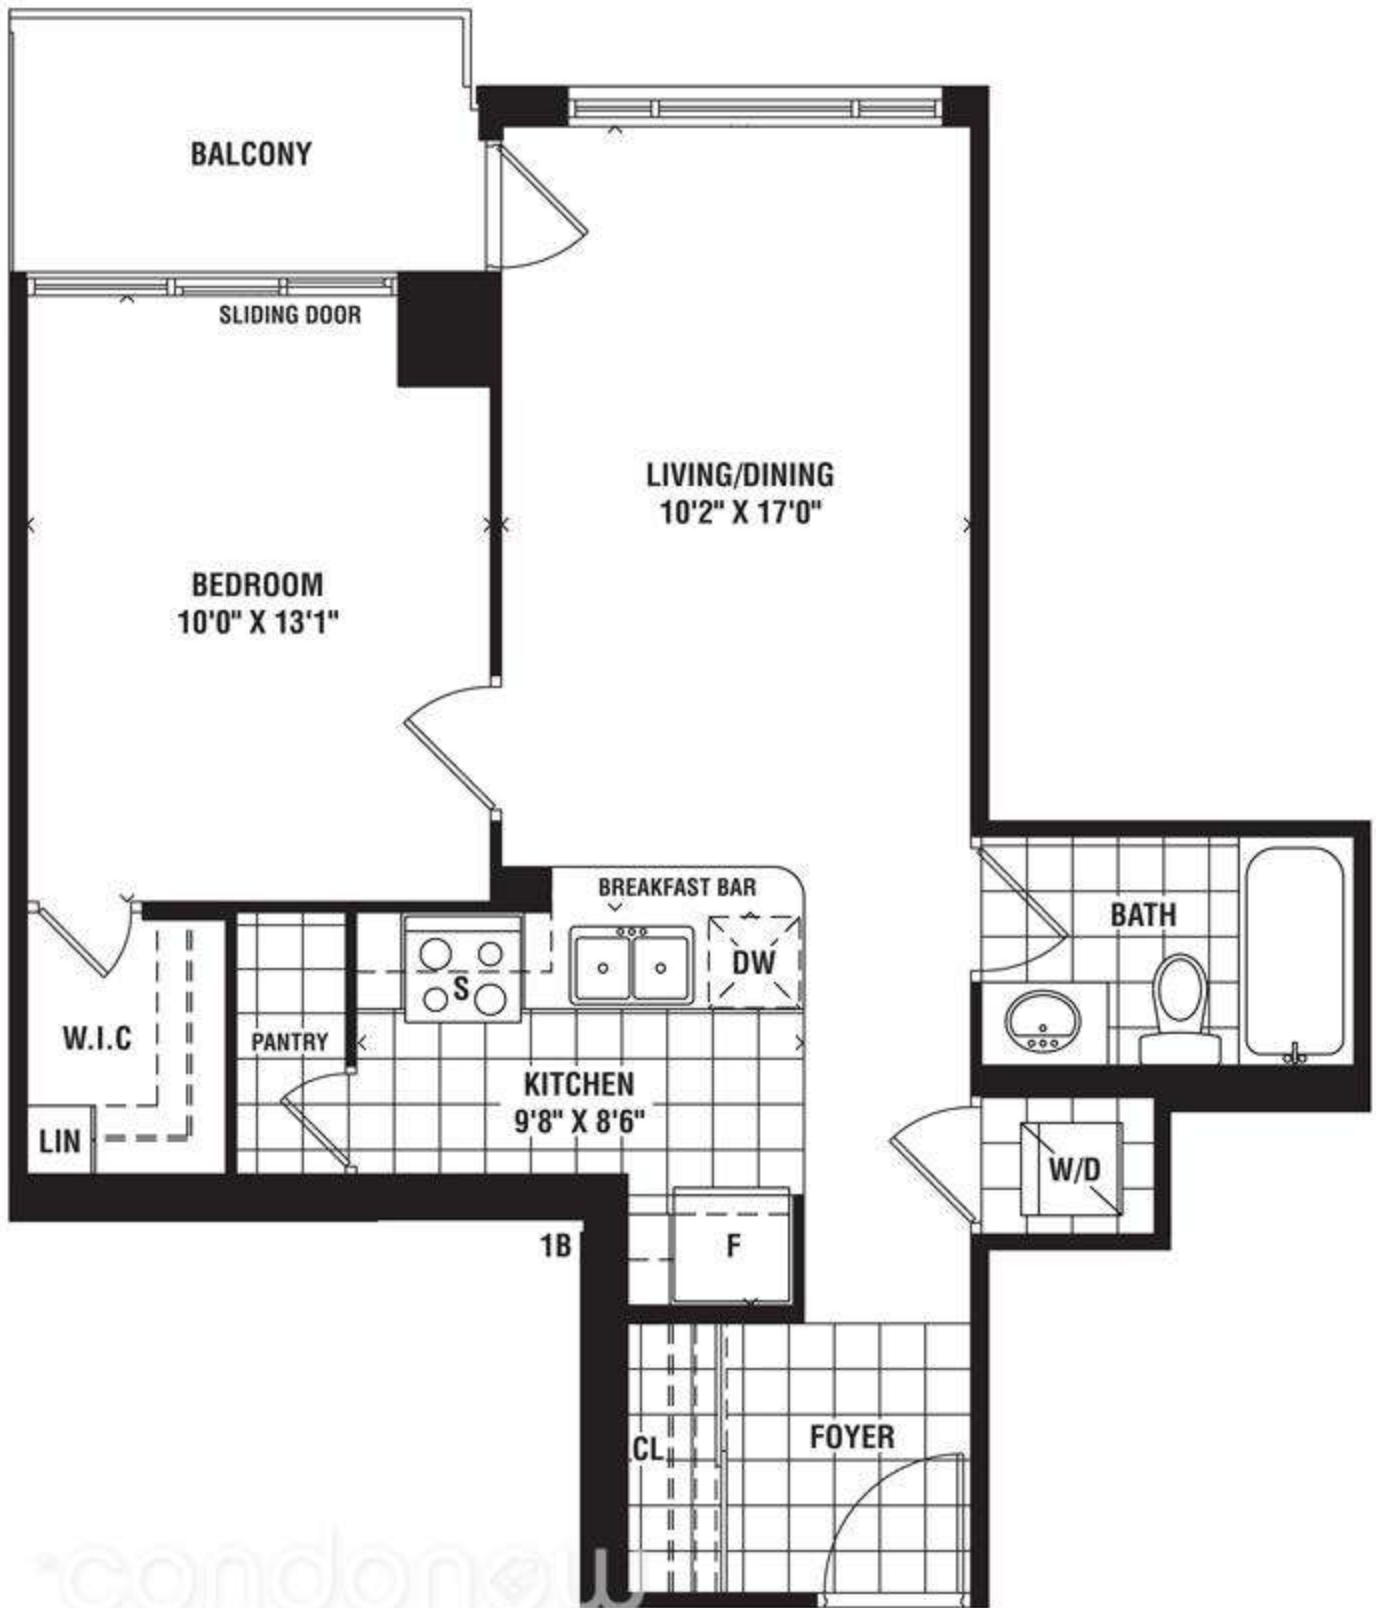 BALCONY
SLIDING DOOR
LIVING/DINING
10'2" X 17'0"
BEDROOM
10'0" X 13'1"
BREAKFAST BAR
BATH
DW
S
W.I.C
PANTRY
KITCHEN
9'8" X 8'6"
LIN
W/D
1B
F
FOYER
CL
condonow